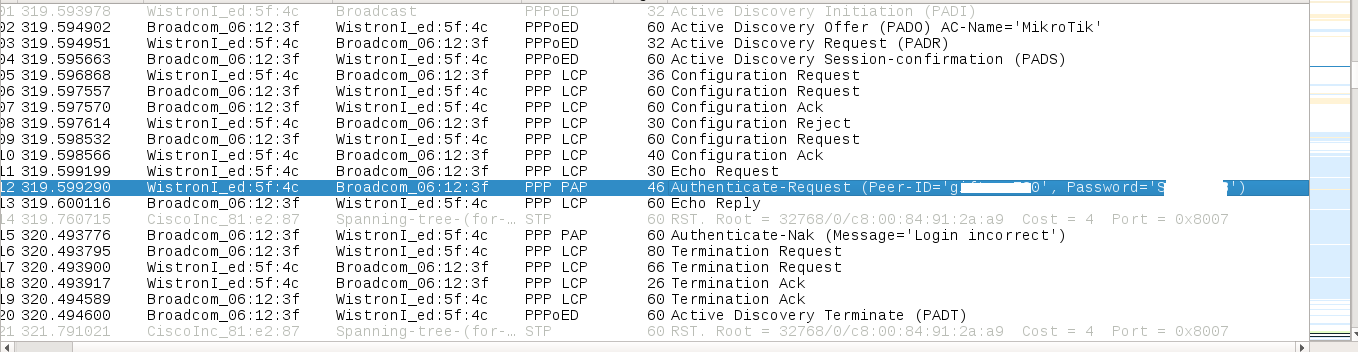 01 319.593978 WistronI_ed:5f:4c Broadcast PPPoED 32 Active Discovery Initiation (PADI)
02 319.594902 Broadcom_06:12:3f WistronI_ed:5f:4c PPPoED 60 Active Discovery Offer (PADO) AC-Name='MikroTik'
03 319.594951 WistronI_ed:5f:4c Broadcom_06:12:3f PPPoED 32 Active Discovery Request (PADR)
04 319.595663 Broadcom_06:12:3f WistronI_ed:5f:4c PPPoED 60 Active Discovery Session-confirmation (PADS)
05 319.596868 WistronI_ed:5f:4c Broadcom_06:12:3f PPP LCP 36 Configuration Request
06 319.597557 Broadcom_06:12:3f WistronI_ed:5f:4c PPP LCP 60 Configuration Request
07 319.597570 Broadcom_06:12:3f WistronI_ed:5f:4c PPP LCP 60 Configuration Ack
08 319.597614 WistronI_ed:5f:4c Broadcom_06:12:3f PPP LCP 30 Configuration Reject
09 319.598532 Broadcom_06:12:3f WistronI_ed:5f:4c PPP LCP 60 Configuration Request
10 319.598566 WistronI_ed:5f:4c Broadcom_06:12:3f PPP LCP 40 Configuration Ack
11 319.599199 WistronI_ed:5f:4c Broadcom_06:12:3f PPP LCP 30 Echo Request
12 319.599290 WistronI_ed:5f:4c Broadcom_06:12:3f PPP PAP 46 Authenticate-Request (Peer-ID=', Password='
13 319.600116 Broadcom_06:12:3f WistronI_ed:5f:4c PPP LCP 60 Echo Reply
14 319.760715 CiscoInc_81:e2:87 Spanning-tree-(for-… STP 60 RST. Root = 32768/0/c8:00:84:91:2a:a9 Cost = 4 Port = 0x8007
15 320.493776 Broadcom_06:12:3f WistronI_ed:5f:4c PPP PAP 60 Authenticate-Nak (Message='Login incorrect')
16 320.493795 Broadcom_06:12:3f WistronI_ed:5f:4c PPP LCP 80 Termination Request
17 320.493900 WistronI_ed:5f:4c Broadcom_06:12:3f PPP LCP 66 Termination Request
18 320.493917 WistronI_ed:5f:4c Broadcom_06:12:3f PPP LCP 26 Termination Ack
19 320.494589 Broadcom_06:12:3f WistronI_ed:5f:4c PPP LCP 60 Termination Ack
20 320.494600 Broadcom_06:12:3f WistronI_ed:5f:4c PPPoED 60 Active Discovery Terminate (PADT)
21 321.791021 CiscoInc_81:e2:87 Spanning-tree-(for-… STP 60 RST. Root = 32768/0/c8:00:84:91:2a:a9 Cost = 4 Port = 0x8007